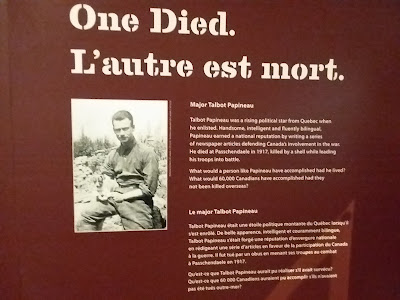 One Died.
L'autre est mort.
Major Talbot Papineau
Talbot Papineau was a rising political star from Quebec when
he enlisted. Handsome, intelligent and fluently bilingual,
Papineau earned a national reputation by writing a series
of newspaper articles defending Canada's involvement in the war.
He died at Passchendaele in 1917, killed by a shell while leading
his troops into battle.
What would a person like Papineau have accomplished had he lived?
What would 60,000 Canadians have accomplished had they
not been killed overseas?
Le major Talbot Papineau
Talbot Papineau était une étoile politique montante du Québec lorsqu'il
s'est enrôlé. De belle apparence, intelligent et couramment bilingue,
Talbot Papineau s'était forgé une réputation d'envergure nationale
en rédigeant une série d'articles en faveur de la participation du Canada
à la guerre. Il fut tué par un obus en menant ses troupes au combat
à Passchendaele en 1917.
Qu'est-ce que Talbot Papineau aurait pu réaliser s'il avait survécu?
Qu'est-ce que 60 000 Canadiens auraient pu accomplir s'ils n'avaient
pas été tués outre-mer?